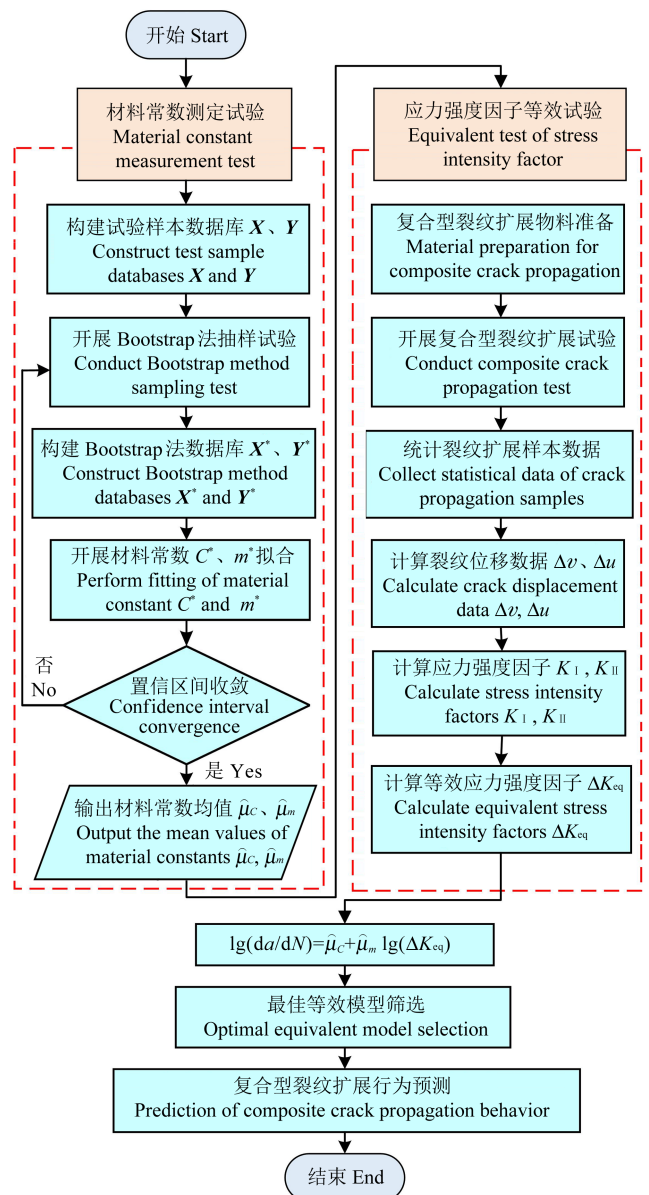 开始 Start
材料常数测定试验
Material constant
measurement test
构建试验样本数据库 X、Y
Construct test sample
databases X and Y
开展 Bootstrap 法抽样试验
Conduct Bootstrap method
sampling test
构建 Bootstrap 法数据库 X*、Y*
Construct Bootstrap method
databases X* and Y*
开展材料常数 C*、m*拟合
Perform fitting of material
constant C* and m*
否
No
置信区间收敛
Confidence interval
convergence
是 Yes
输出材料常数均值 μ̂C、μ̂m
Output the mean values of
material constants μ̂C, μ̂m
应力强度因子等效试验
Equivalent test of stress
intensity factor
复合型裂纹扩展物料准备
Material preparation for
composite crack propagation
开展复合型裂纹扩展试验
Conduct composite crack
propagation test
统计裂纹扩展样本数据
Collect statistical data of crack
propagation samples
计算裂纹位移数据 Δv、Δu
Calculate crack displacement
data Δv, Δu
计算应力强度因子 KⅠ, KⅡ
Calculate stress intensity
factors KⅠ, KⅡ
计算等效应力强度因子 ΔKeq
Calculate equivalent stress
intensity factors ΔKeq
lg(da/dN)=μ̂C+μ̂m lg(ΔKeq)
最佳等效模型筛选
Optimal equivalent model selection
复合型裂纹扩展行为预测
Prediction of composite crack propagation behavior
结束 End